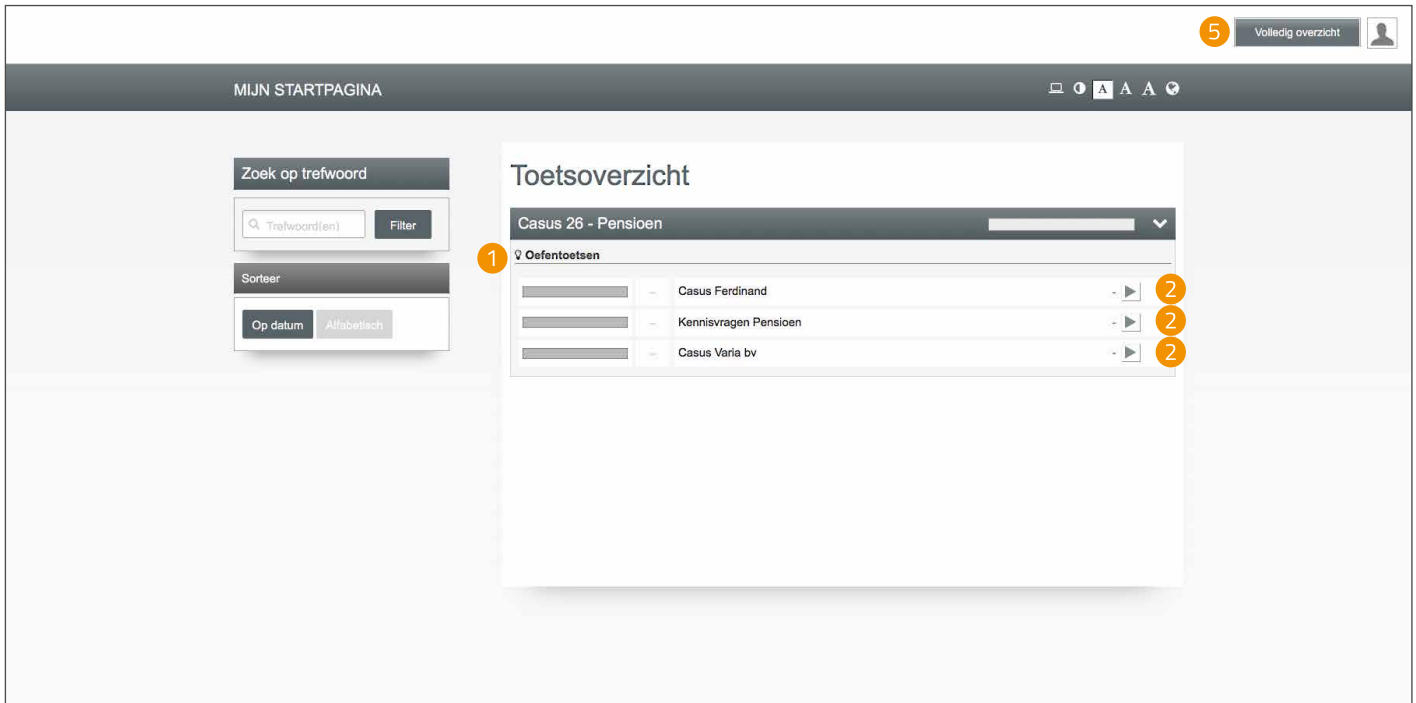 5 Volledig overzicht
MIJN STARTPAGINA
A A A
Zoek op trefwoord
Trefwoord(en) Filter
Sorteer
Op datum Alfabetisch
Toetsoverzicht
Casus 26 - Pensioen
1 Oefentoetsen
– Casus Ferdinand - 2
– Kennisvragen Pensioen - 2
– Casus Varia bv - 2